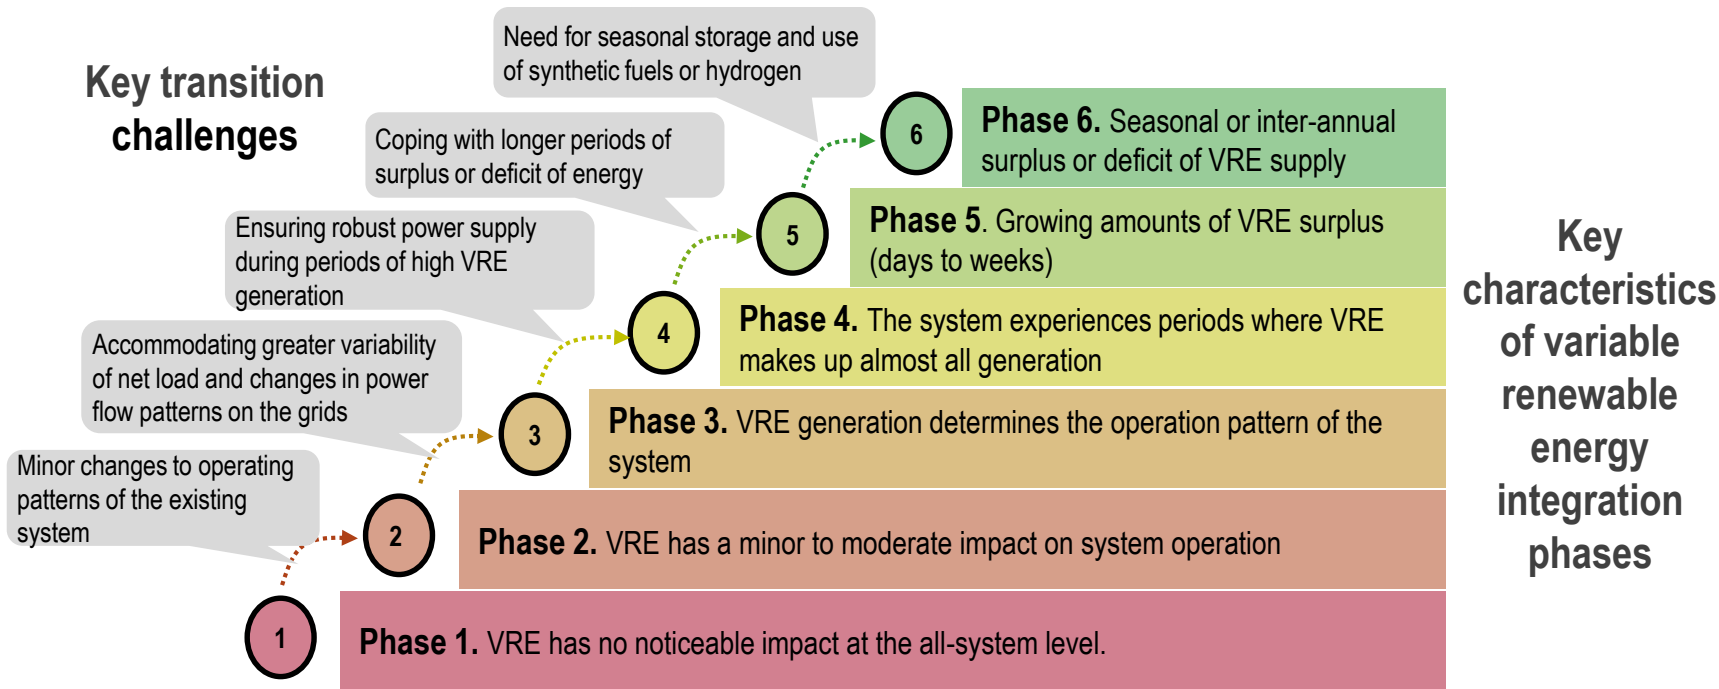 Key transition
challenges
Need for seasonal storage and use
of synthetic fuels or hydrogen
Coping with longer periods of
surplus or deficit of energy
Ensuring robust power supply
during periods of high VRE
generation
Accommodating greater variability
of net load and changes in power
flow patterns on the grids
Minor changes to operating
patterns of the existing
system
6
Phase 6. Seasonal or inter-annual
surplus or deficit of VRE supply
5
Phase 5. Growing amounts of VRE surplus
(days to weeks)
4
Phase 4. The system experiences periods where VRE
makes up almost all generation
3
Phase 3. VRE generation determines the operation pattern of the
system
2
Phase 2. VRE has a minor to moderate impact on system operation
1
Phase 1. VRE has no noticeable impact at the all-system level.
Key
characteristics
of variable
renewable
energy
integration
phases